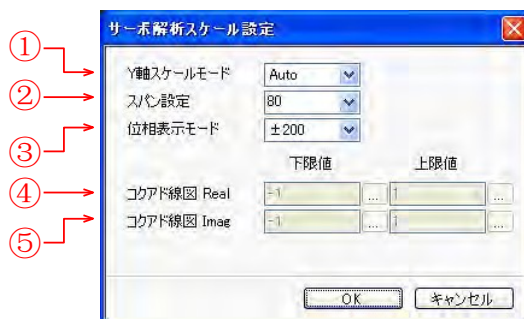 サーボ解析スケール設定
① Y軸スケールモード Auto
② スパン設定 80
③ 位相表示モード ±200
下限値 上限値
④ コクアド線図 Real -1 ... 1 ...
⑤ コクアド線図 Imag -1 ... 1 ...
OK キャンセル